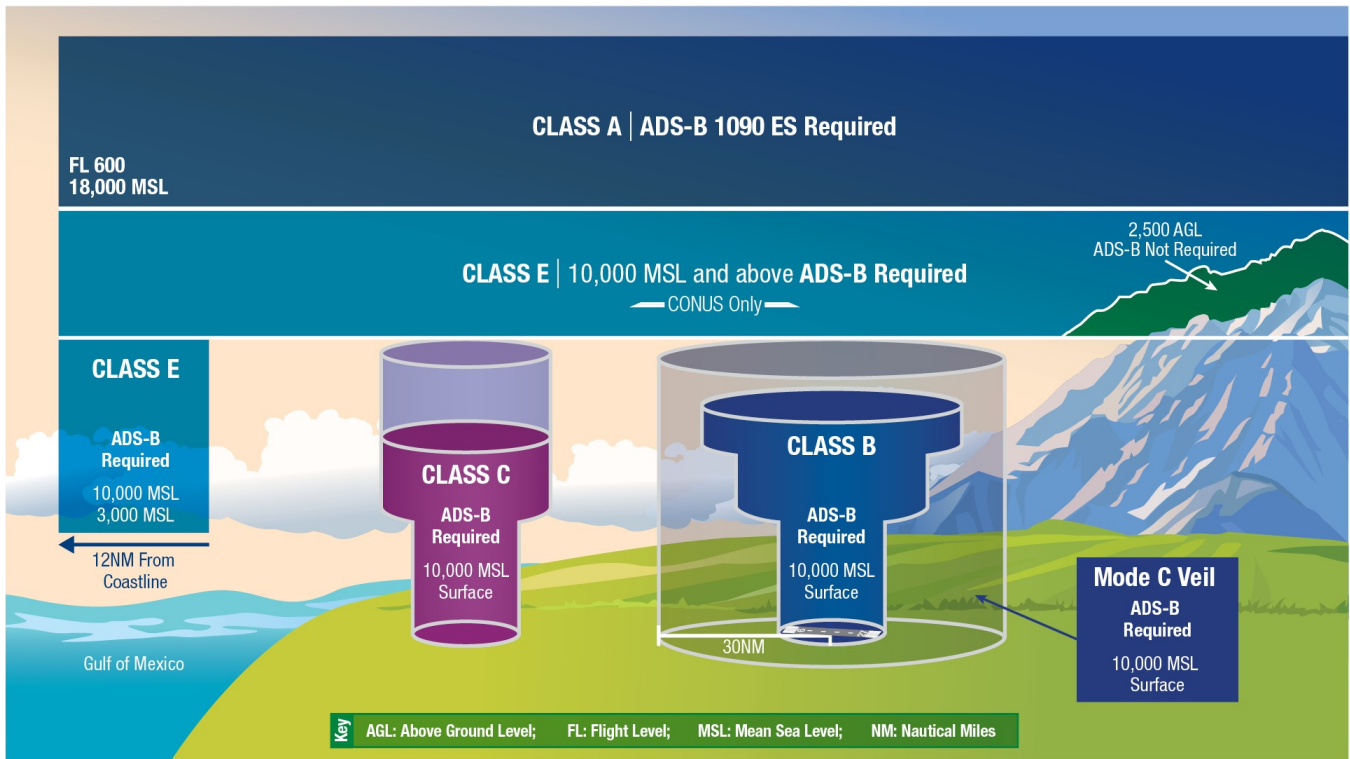 CLASS A | ADS-B 1090 ES Required
FL 600
18,000 MSL
2,500 AGL
ADS-B Not Required
CLASS E | 10,000 MSL and above ADS-B Required
CONUS Only
CLASS E
ADS-B
Required
10,000 MSL
3,000 MSL
12NM From
Coastline
Gulf of Mexico
CLASS C
ADS-B
Required
10,000 MSL
Surface
CLASS B
ADS-B
Required
10,000 MSL
Surface
30NM
Mode C Veil
ADS-B
Required
10,000 MSL
Surface
Key
AGL: Above Ground Level; FL: Flight Level; MSL: Mean Sea Level; NM: Nautical Miles